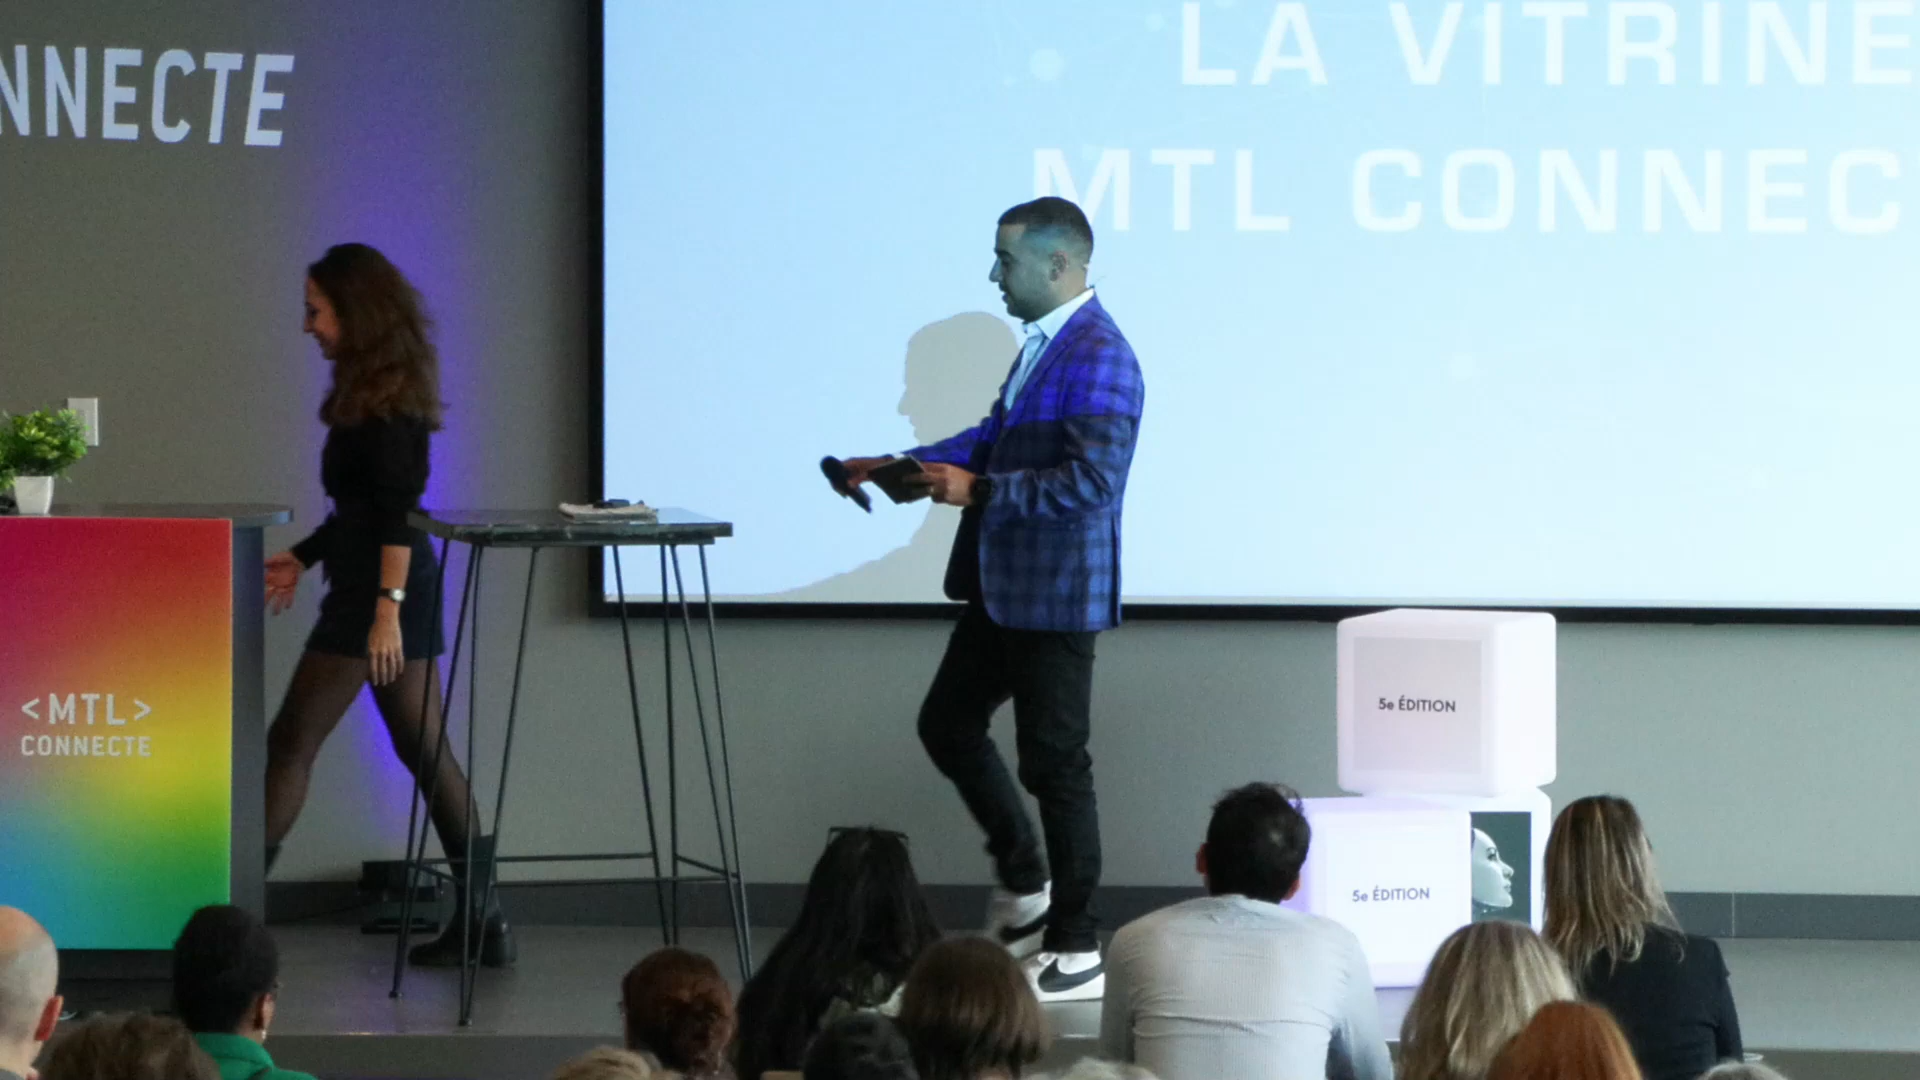 NNECTE
LA VITRINE
MTL CONNEC
<MTL>
CONNECTE
5e ÉDITION
5e ÉDITION